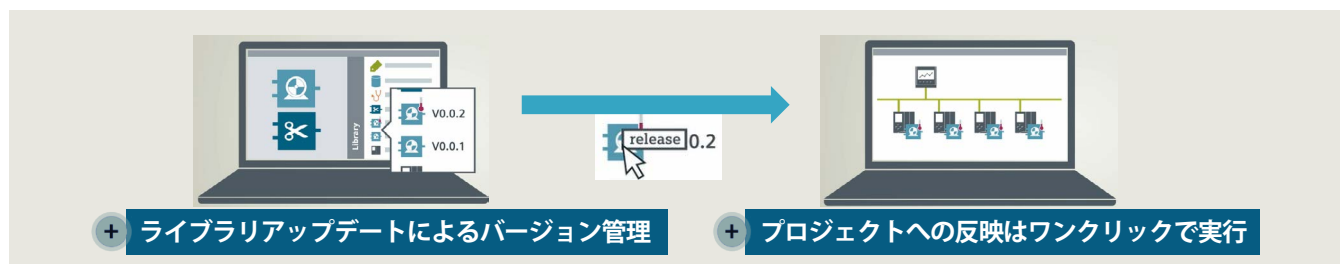 Library
V0.0.2
V0.0.1
release 0.2
+ ライブラリアップデートによるバージョン管理
+ プロジェクトへの反映はワンクリックで実行